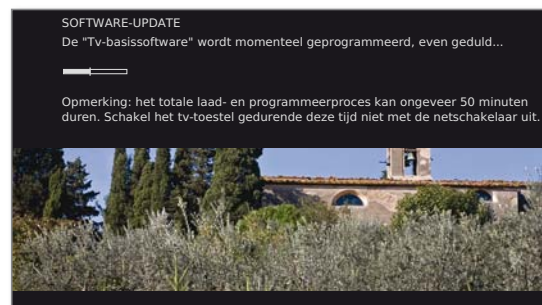 SOFTWARE-UPDATE
De "Tv-basissoftware" wordt momenteel geprogrammeerd, even geduld...
Opmerking: het totale laad- en programmeerproces kan ongeveer 50 minuten
duren. Schakel het tv-toestel gedurende deze tijd niet met de netschakelaar uit.